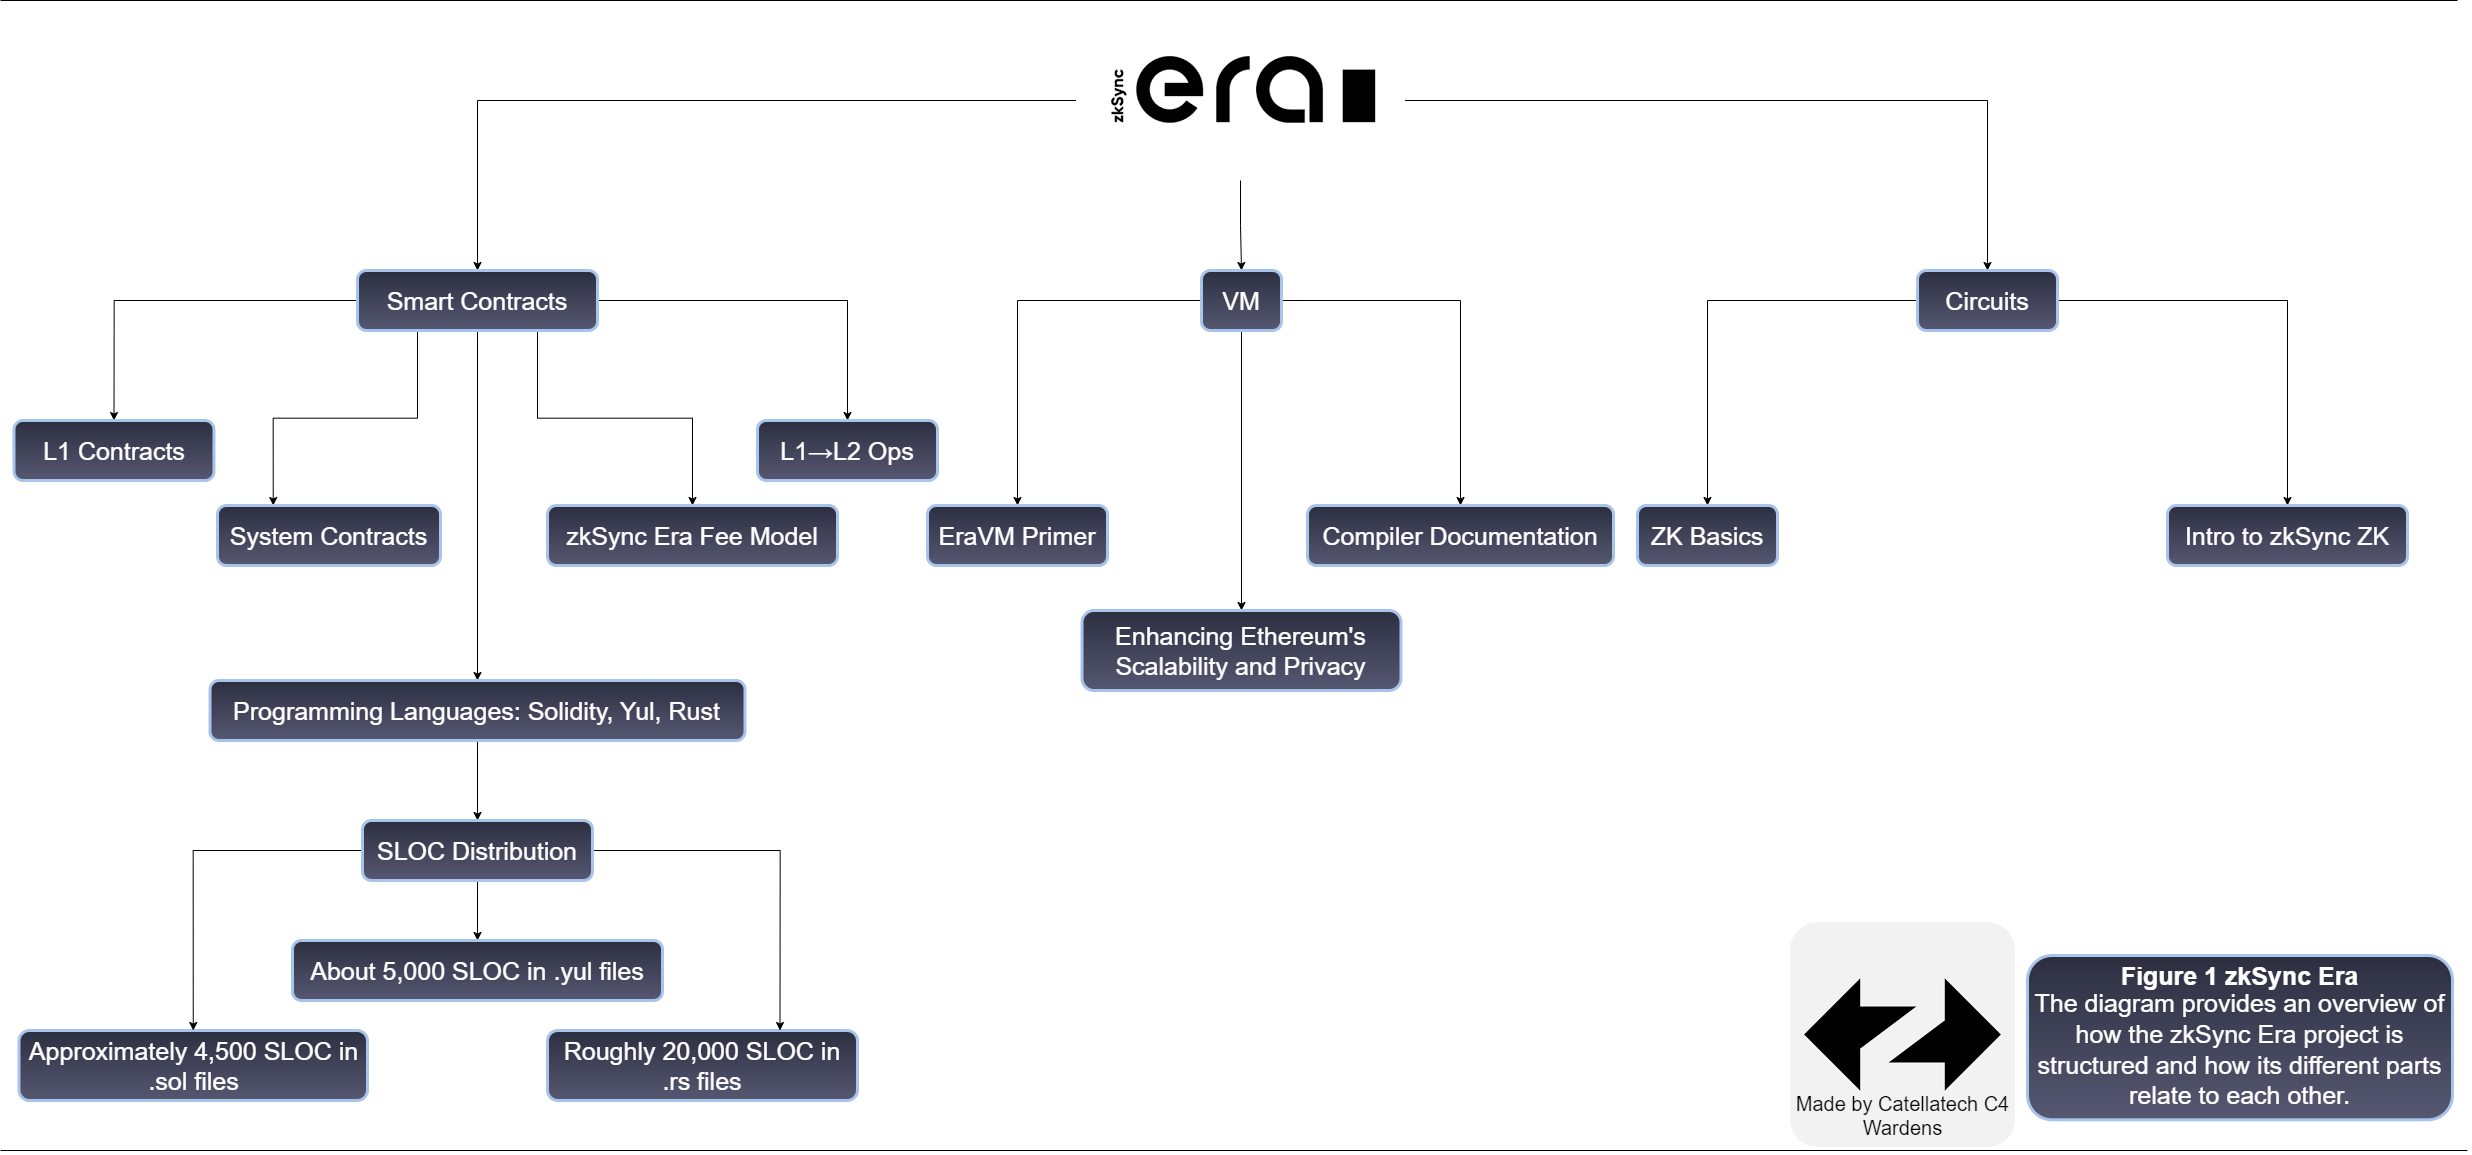 zkSync
era
Smart Contracts
VM
Circuits
L1 Contracts
L1→L2 Ops
System Contracts
zkSync Era Fee Model
EraVM Primer
Compiler Documentation
ZK Basics
Intro to zkSync ZK
Enhancing Ethereum's
Scalability and Privacy
Programming Languages: Solidity, Yul, Rust
SLOC Distribution
About 5,000 SLOC in .yul files
Approximately 4,500 SLOC in
.sol files
Roughly 20,000 SLOC in
.rs files
Made by Catellatech C4
Wardens
Figure 1 zkSync Era
The diagram provides an overview of
how the zkSync Era project is
structured and how its different parts
relate to each other.